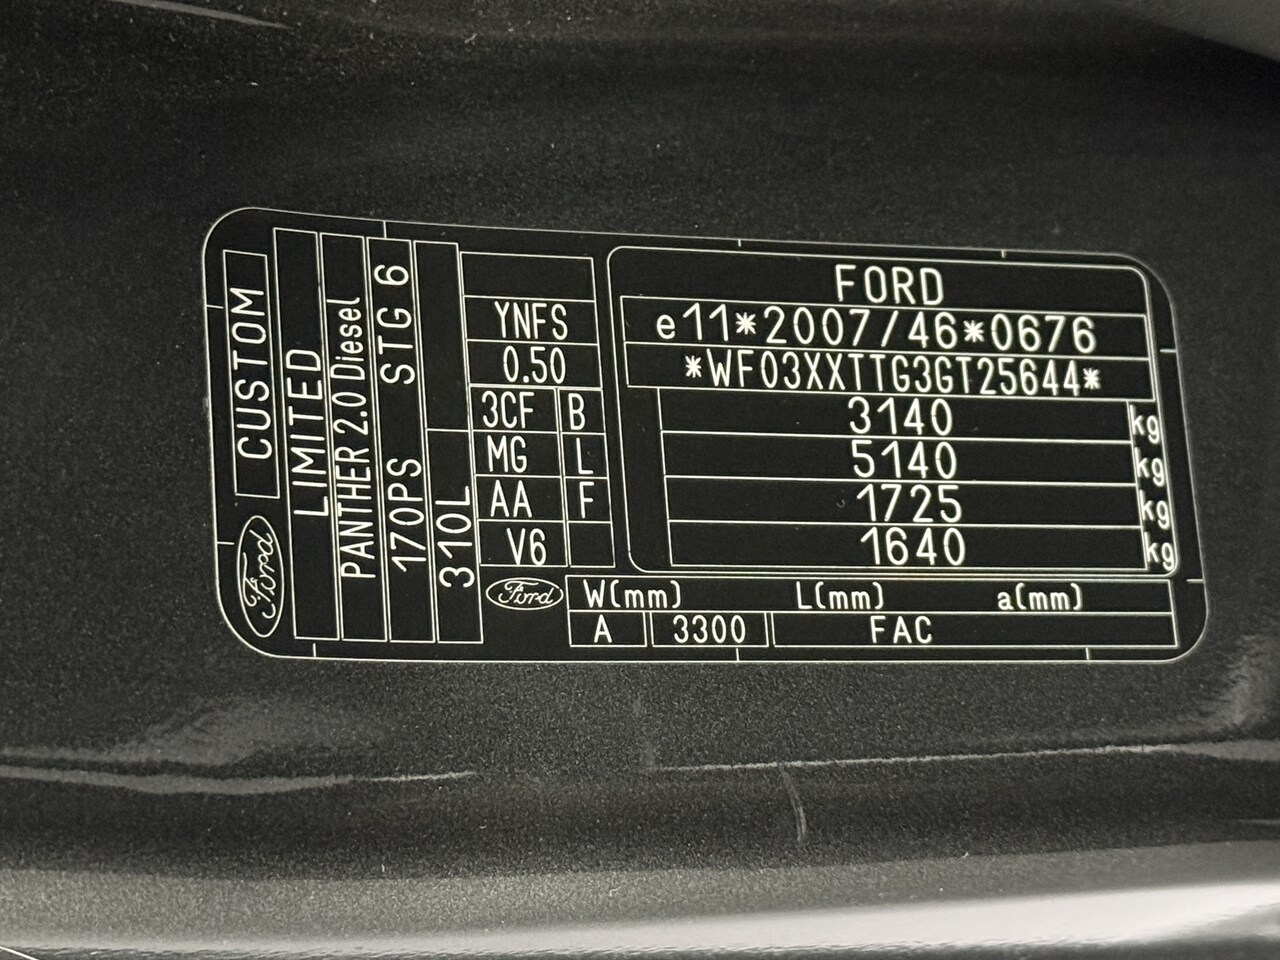 CUSTOM
Ford
LIMITED
PANTHER 2.0 Diesel
170PS STG 6
310L
YNFS
0.50
3CF B
MG L
AA F
V6
Ford
FORD
e11*2007/46*0676
*WF03XXTTG3GT25644*
3140 kg
5140 kg
1725 kg
1640 kg
W(mm) L(mm) a(mm)
A 3300 FAC